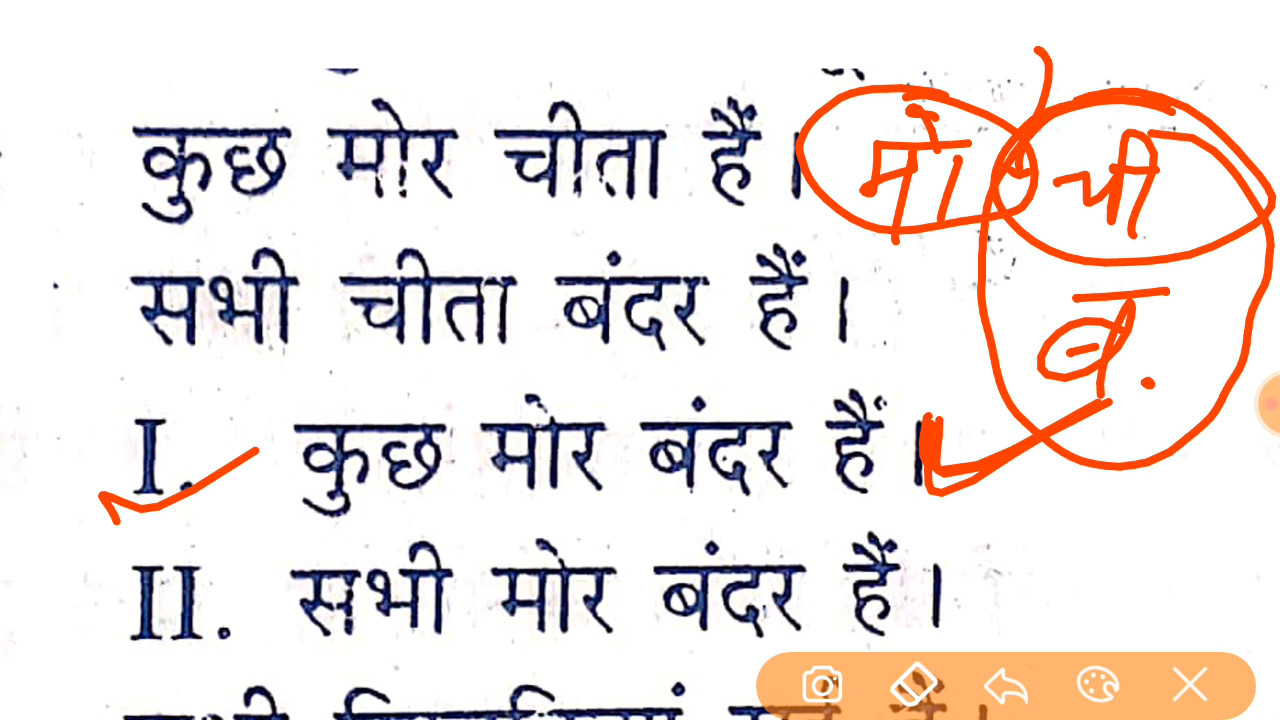 कुछ मोर चीता हैं।
मो ची
सभी चीता बंदर हैं।
ब.
I. कुछ मोर बंदर हैं।
II. सभी मोर बंदर हैं।